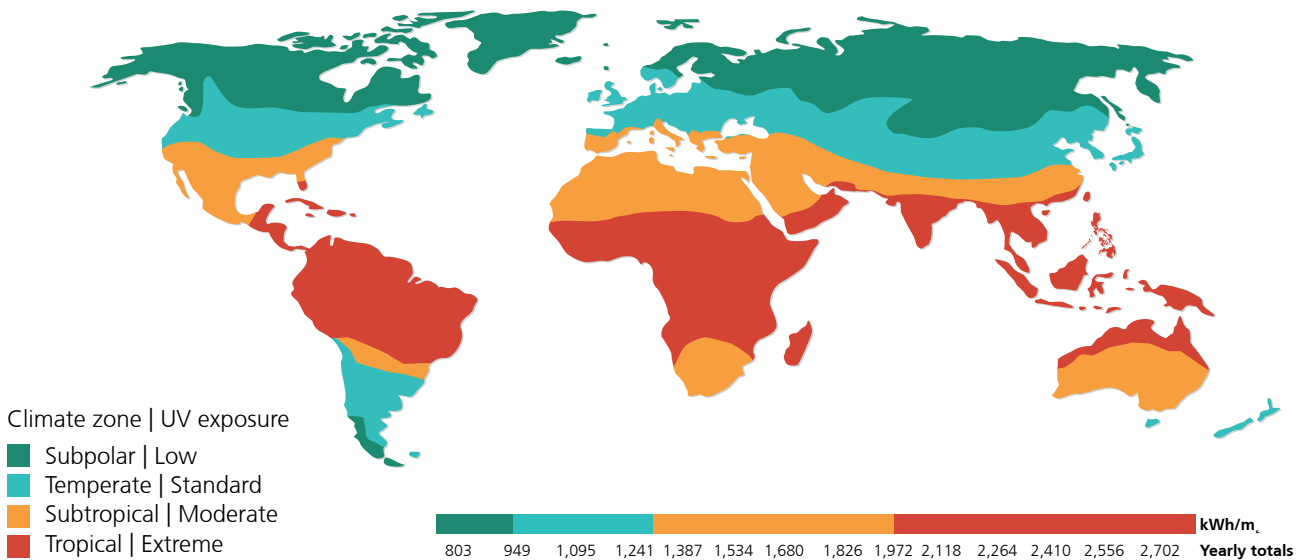 Climate zone | UV exposure
Subpolar | Low
Temperate | Standard
Subtropical | Moderate
Tropical | Extreme
kWh/m
803 949 1,095 1,241 1,387 1,534 1,680 1,826 1,972 2,118 2,264 2,410 2,556 2,702 Yearly totals